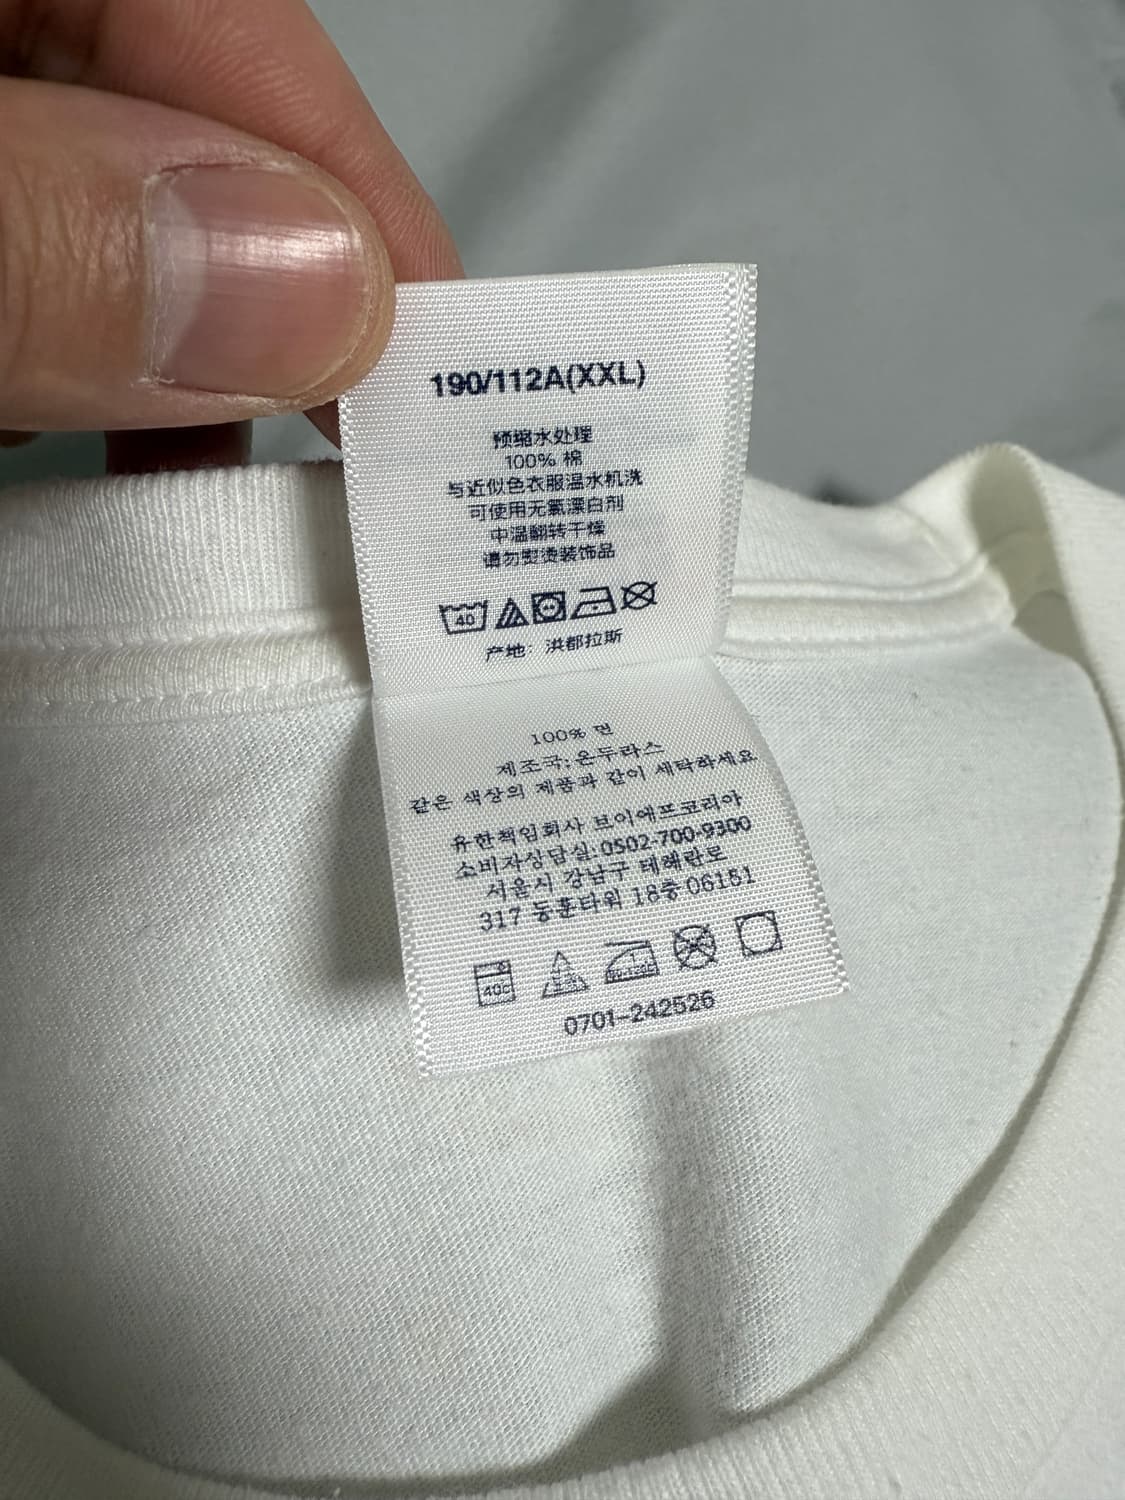 190/112A(XXL)
预缩水处理
100% 棉
与近似色衣服温水机洗
可使用无氯漂白剂
中温翻转干燥
请勿熨烫装饰品
40
产地: 洪都拉斯
100% 면
제조국: 온두라스
같은 색상의 제품과 같이 세탁하세요
유한책임회사 브이에프코리아
소비자상담실: 0502-700-9300
서울시 강남구 테헤란로
317 동훈타워 18층 06151
40c
0701-242526